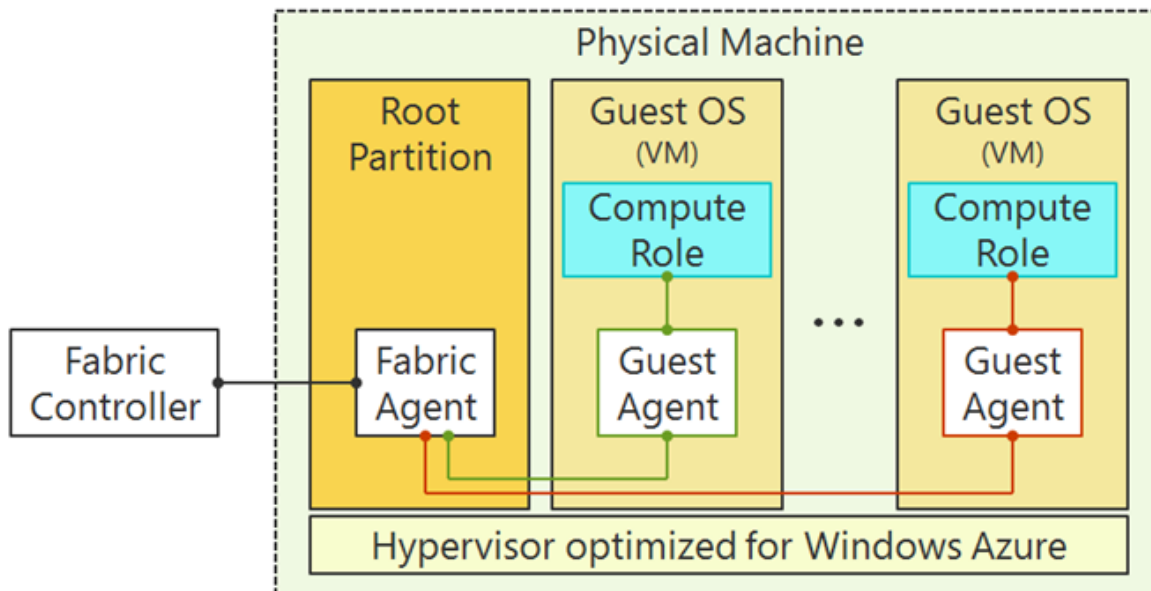 Physical Machine
Root
Partition
Guest OS
(VM)
Guest OS
(VM)
Compute
Role
Compute
Role
...
Fabric
Controller
Fabric
Agent
Guest
Agent
Guest
Agent
Hypervisor optimized for Windows Azure